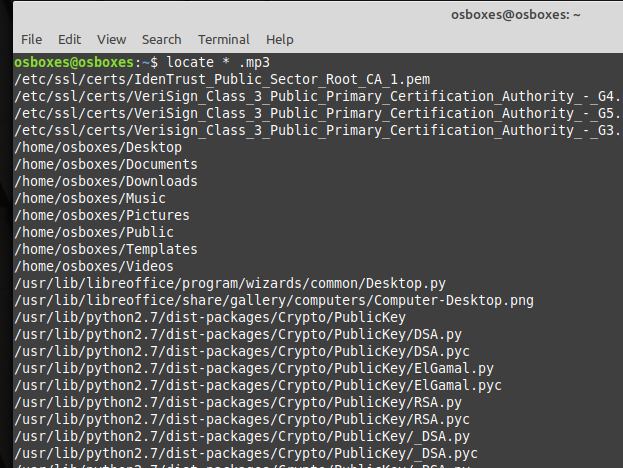 osboxes@osboxes: ~
File Edit View Search Terminal Help
osboxes@osboxes:~$ locate * .mp3
/etc/ssl/certs/IdenTrust_Public_Sector_Root_CA_1.pem
/etc/ssl/certs/VeriSign_Class_3_Public_Primary_Certification_Authority_-_G4.
/etc/ssl/certs/VeriSign_Class_3_Public_Primary_Certification_Authority_-_G5.
/etc/ssl/certs/Verisign_Class_3_Public_Primary_Certification_Authority_-_G3.
/home/osboxes/Desktop
/home/osboxes/Documents
/home/osboxes/Downloads
/home/osboxes/Music
/home/osboxes/Pictures
/home/osboxes/Public
/home/osboxes/Templates
/home/osboxes/Videos
/usr/lib/libreoffice/program/wizards/common/Desktop.py
/usr/lib/libreoffice/share/gallery/computers/Computer-Desktop.png
/usr/lib/python2.7/dist-packages/Crypto/PublicKey
/usr/lib/python2.7/dist-packages/Crypto/PublicKey/DSA.py
/usr/lib/python2.7/dist-packages/Crypto/PublicKey/DSA.pyc
/usr/lib/python2.7/dist-packages/Crypto/PublicKey/ElGamal.py
/usr/lib/python2.7/dist-packages/Crypto/PublicKey/ElGamal.pyc
/usr/lib/python2.7/dist-packages/Crypto/PublicKey/RSA.py
/usr/lib/python2.7/dist-packages/Crypto/PublicKey/RSA.pyc
/usr/lib/python2.7/dist-packages/Crypto/PublicKey/_DSA.py
/usr/lib/python2.7/dist-packages/Crypto/PublicKey/_DSA.pyc